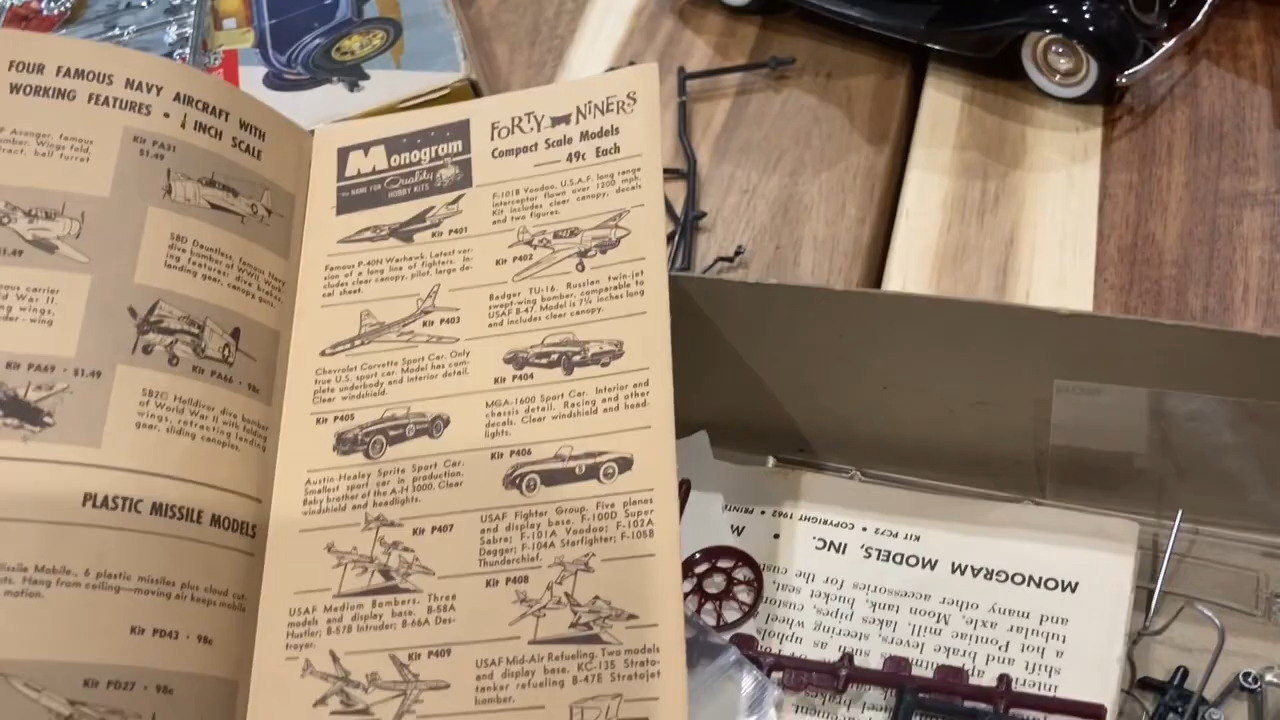 FOUR FAMOUS NAVY AIRCRAFT WITH
WORKING FEATURES • ¼ INCH SCALE
Avenger, famous
Wings fold,
ball turret
Kit PA31
$1.49
$1.49
SBD Dauntless, famous Navy
dive bomber of WWII. Work-
ing features: dive brakes,
landing gear, canopy guns.
carrier
World War II.
wings,
wing
Kit PA69 • $1.49
Kit PA66 • 98c
SB2C Helldiver dive bomber
of World War II with folding
wings, retracting landing
gear, sliding canopies.
PLASTIC MISSILE MODELS
Missile Mobile., 6 plastic missiles plus cloud cut-
Hang from ceiling—moving air keeps mobile
motion.
Kit PD43 • 98c
Kit PD27 • 98c
Monogram
THE NAME FOR Quality
HOBBY KITS
FORTY NINERS
Compact Scale Models
49c Each
Kit P401
F-101B Voodoo, U.S.A.F. long range
interceptor flown over 1200 mph.
Kit includes clear canopy, decals
and two figures.
Famous P-40N Warhawk. Latest ver-
sion of a long line of fighters. In-
cludes clear canopy, pilot, large de-
cal sheet.
Kit P402
Kit P403
Badger TU-16. Russian twin-jet
swept-wing bomber, comparable to
USAF B-47. Model is 7¼ inches long
and includes clear canopy.
Chevrolet Corvette Sport Car. Only
true U.S. sport car. Model has com-
plete underbody and interior detail.
Clear windshield.
Kit P404
Kit P405
MGA-1600 Sport Car. Interior and
chassis detail. Racing and other
decals. Clear windshield and head-
lights.
Austin-Healey Sprite Sport Car.
Smallest sport car in production.
Baby brother of the A-H 3000. Clear
windshield and headlights.
Kit P406
Kit P407
USAF Fighter Group. Five planes
and display base. F-100D Super
Sabre; F-101A Voodoo; F-102A
Dagger; F-104A Starfighter; F-105B
Thunderchief.
USAF Medium Bombers. Three
models and display base. B-58A
Hustler; B-57B Intruder; B-66A Des-
troyer.
Kit P408
Kit P409
USAF Mid-Air Refueling. Two models
and display base. KC-135 Strato-
tanker refueling B-47E Stratojet
bomber.
KIT PC72 • COPYRIGHT 1962 •
MONOGRAM MODELS, INC. •
and many other accessories for the
tubular axle, Moon tank, bucket seat,
a hot Pontiac mill, lake pipes, custom
shift and brake levers, steering wheel
appointments such as uphols